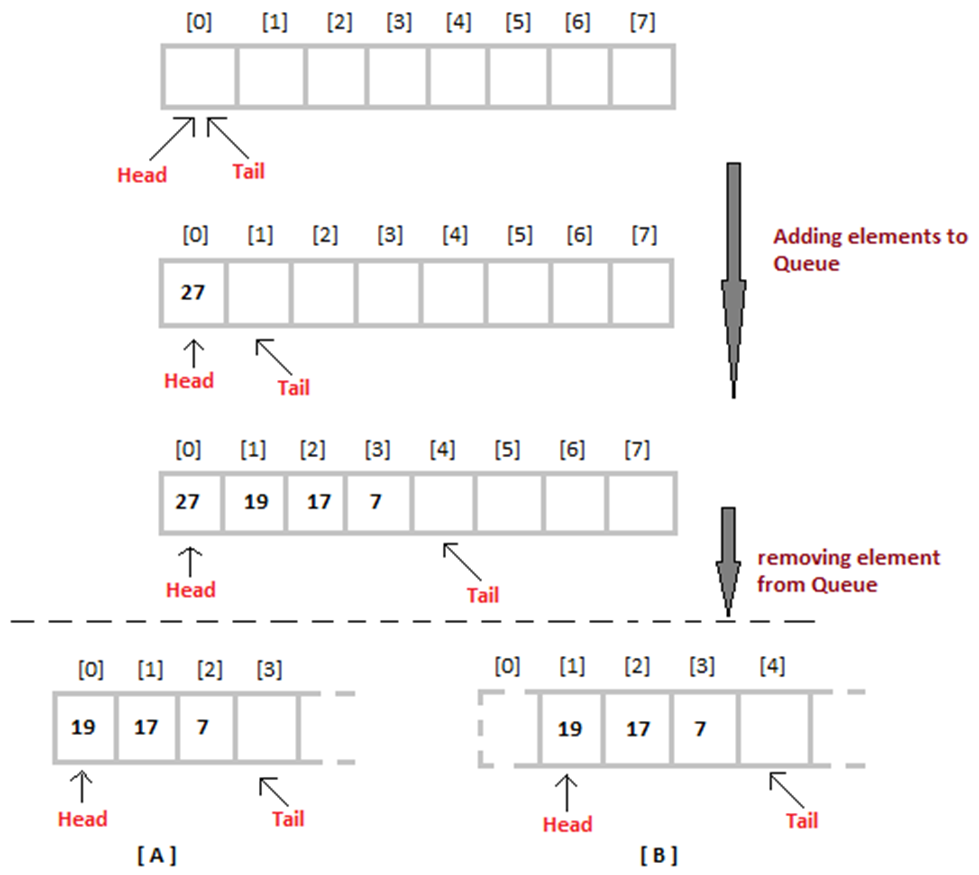 [0] [1] [2] [3] [4] [5] [6] [7]
Head Tail
[0] [1] [2] [3] [4] [5] [6] [7]
Adding elements to
Queue
27
Head Tail
[0] [1] [2] [3] [4] [5] [6] [7]
27 19 17 7
Head Tail
removing element
from Queue
[0] [1] [2] [3]
19 17 7
Head Tail
[ A ]
[0] [1] [2] [3] [4]
19 17 7
Head Tail
[ B ]